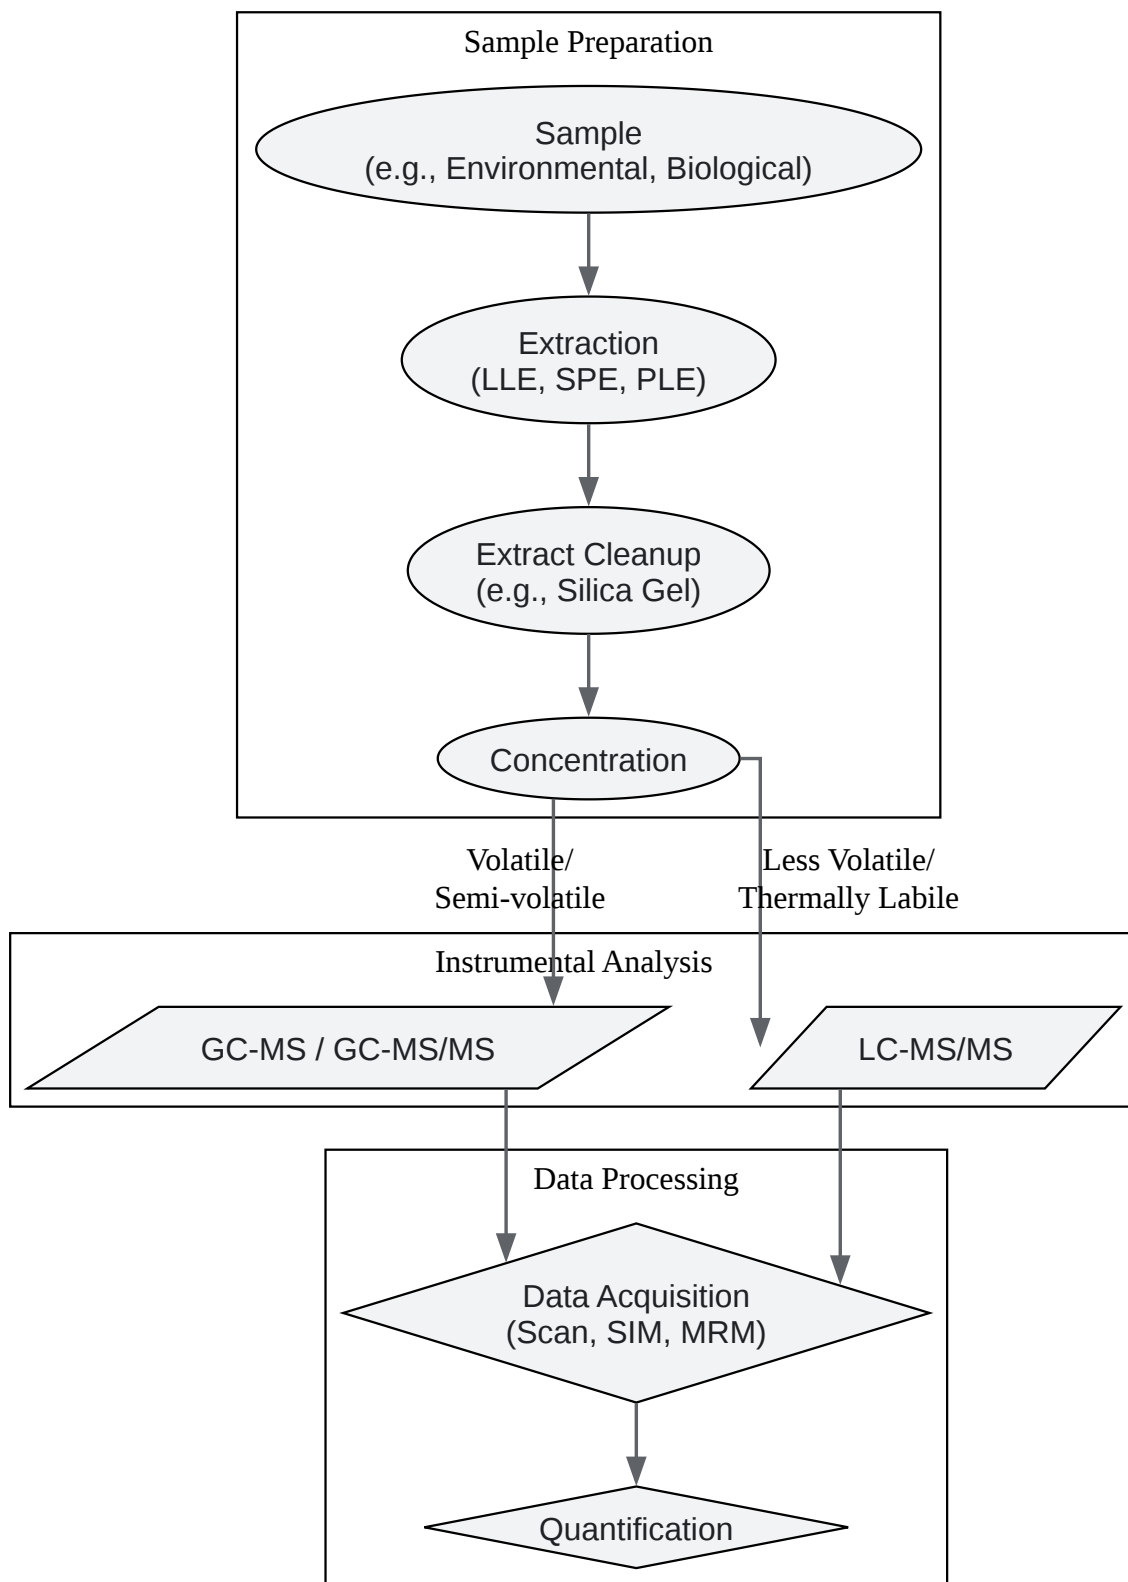 Sample Preparation
Sample
(e.g., Environmental, Biological)
Extraction
(LLE, SPE, PLE)
Extract Cleanup
(e.g., Silica Gel)
Concentration
Volatile/
Semi-volatile
Less Volatile/
Thermally Labile
Instrumental Analysis
GC-MS / GC-MS/MS
LC-MS/MS
Data Processing
Data Acquisition
(Scan, SIM, MRM)
Quantification